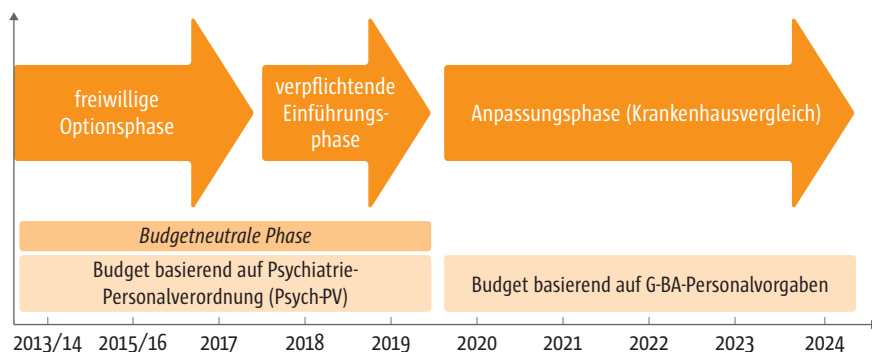 freiwillige
Optionsphase
verpflichtende
Einführungs-
phase
Anpassungsphase (Krankenhausvergleich)
Budgetneutrale Phase
Budget basierend auf Psychiatrie-
Personalverordnung (Psych-PV)
Budget basierend auf G-BA-Personalvorgaben
2013/14 2015/16 2017 2018 2019 2020 2021 2022 2023 2024